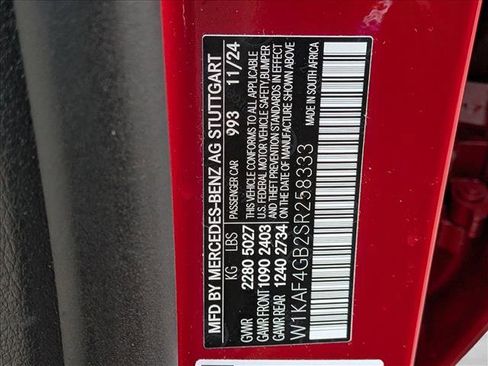 MFD BY MERCEDES-BENZ AG STUTTGART
PASSENGER CAR 993 11/24
KG LBS
GVWR 2280 5027
GAWR FRONT 1090 2403
GAWR REAR 1240 2734
THIS VEHICLE CONFORMS TO ALL APPLICABLE
U.S. FEDERAL MOTOR VEHICLE SAFETY,BUMPER
AND THEFT PREVENTION STANDARDS IN EFFECT
ON DATE OF MANUFACTURE SHOWN ABOVE
MADE IN SOUTH AFRICA
W1KAF4GB2SR258333